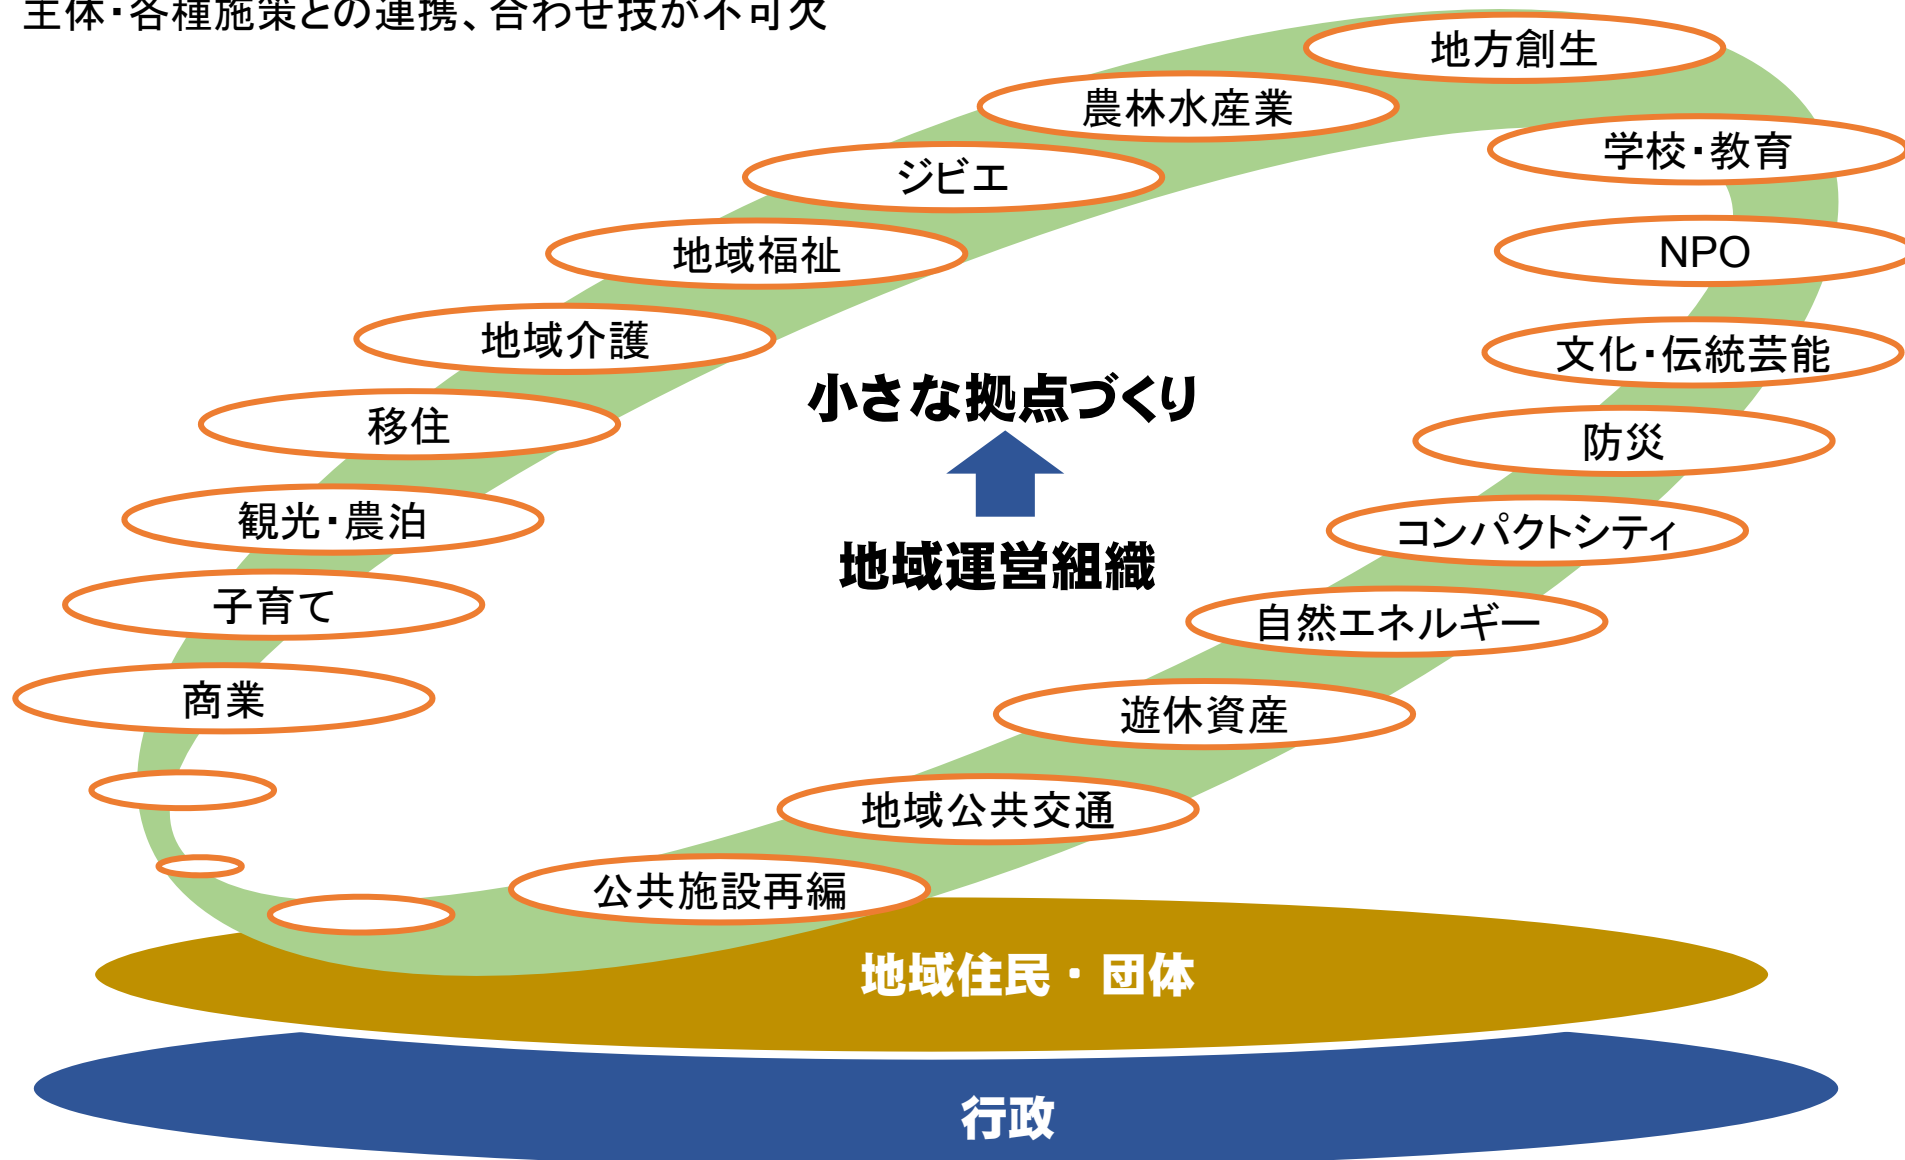 主体・各種施策との連携、合わせ技が不可欠
地方創生
農林水産業
学校・教育
ジビエ
地域福祉
NPO
地域介護
文化・伝統芸能
小さな拠点づくり
移住
防災
観光・農泊
コンパクトシティ
地域運営組織
子育て
自然エネルギー
商業
遊休資産
地域公共交通
公共施設再編
地域住民・団体
行政